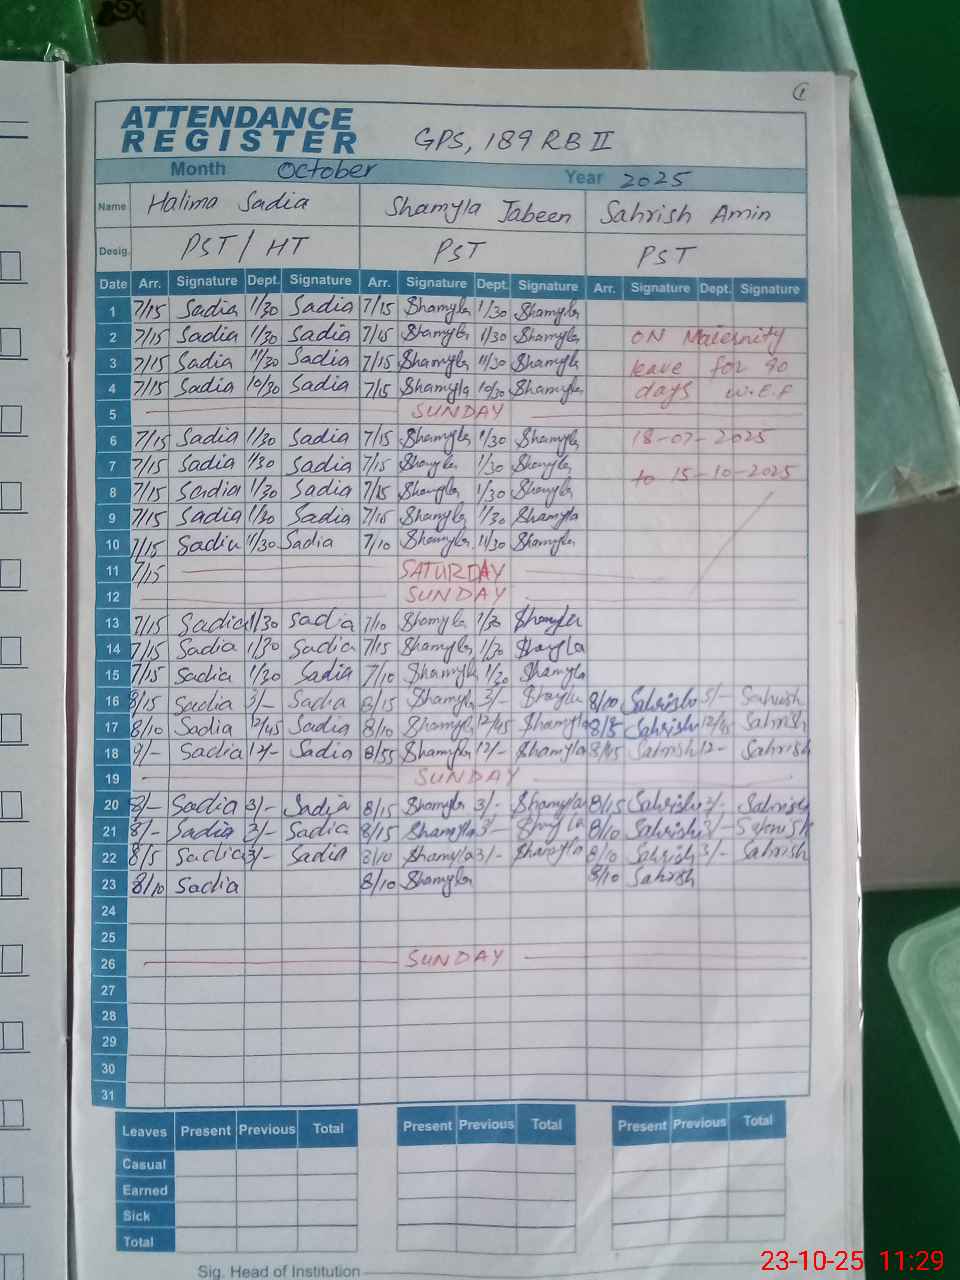 1
ATTENDANCE
REGISTER GPS, 189 RB II
Month October Year 2025
Name Halima Sadia Shamyla Jabeen Sahrish Amin
Desig. PST / HT PST PST
Date Arr. Signature Dept. Signature Arr. Signature Dept. Signature Arr. Signature Dept. Signature
1 7/15 Sadia 1/30 Sadia 7/15 Shamyla 1/30 Shamyla
2 7/15 Sadia 1/30 Sadia 7/15 Shamyla 1/30 Shamyla ON Maternity
3 7/15 Sadia 11/30 Sadia 7/15 Shamyla 11/30 Shamyla leave for 90
4 7/15 Sadia 10/30 Sadia 7/15 Shamyla 10/30 Shamyla days W.E.F
5 SUNDAY
6 7/15 Sadia 1/30 Sadia 7/15 Shamyla 1/30 Shamyla 18-07-2025
7 7/15 Sadia 1/30 Sadia 7/15 Shamyla 1/30 Shamyla to 15-10-2025
8 7/15 Sadia 1/30 Sadia 7/15 Shamyla 1/30 Shamyla
9 7/15 Sadia 1/30 Sadia 7/15 Shamyla 1/30 Shamyla
10 7/15 Sadia 11/30 Sadia 7/10 Shamyla 11/30 Shamyla
11 7/15 SATURDAY
12 SUNDAY
13 7/15 Sadia 1/30 Sadia 7/10 Shamyla 1/30 Shamyla
14 7/15 Sadia 1/30 Sadia 7/15 Shamyla 1/30 Shamyla
15 7/15 Sadia 1/30 Sadia 7/10 Shamyla 1/30 Shamyla
16 8/15 Sadia 3/- Sadia 8/15 Shamyla 3/- Shamyla 8/00 Sahrish 3/- Sahrish
17 8/10 Sadia 12/45 Sadia 8/10 Shamyla 12/45 Shamyla 8/5 Sahrish 12/45 Sahrish
18 9/- Sadia 12/- Sadia 8/55 Shamyla 12/- Shamyla 8/45 Sahrish 12- Sahrish
19 SUNDAY
20 8/- Sadia 3/- Sadia 8/15 Shamyla 3/- Shamyla 8/15 Sahrish 3/- Sahrish
21 8/- Sadia 3/- Sadia 8/15 Shamyla 3/- Shamyla 8/10 Sahrish 3/- Sahrish
22 8/5 Sadia 3/- Sadia 8/10 Shamyla 3/- Shamyla 8/10 Sahrish 3/- Sahrish
23 8/10 Sadia 8/10 Shamyla 8/10 Sahrish
24
25
26 SUNDAY
27
28
29
30
31
Leaves Present Previous Total Present Previous Total Present Previous Total
Casual
Earned
Sick
Total
Sig. Head of Institution
23-10-25 11:29